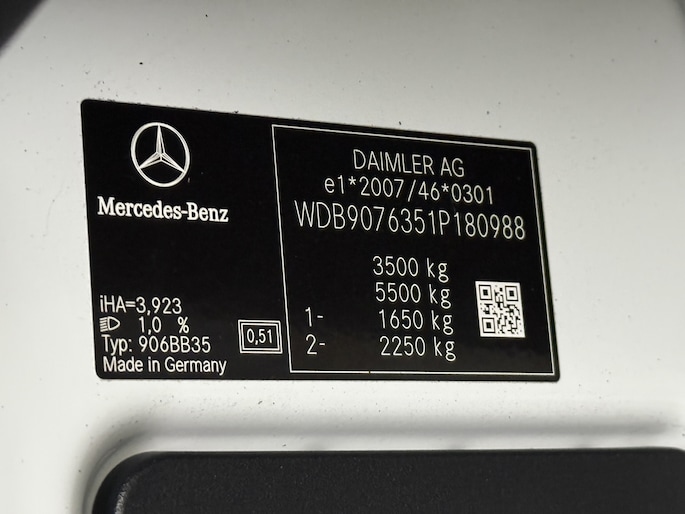 Mercedes-Benz
iHA=3,923
1,0 %
Typ: 906BB35
Made in Germany
0,51
DAIMLER AG
e1*2007/46*0301
WDB9076351P180988
3500 kg
5500 kg
1- 1650 kg
2- 2250 kg